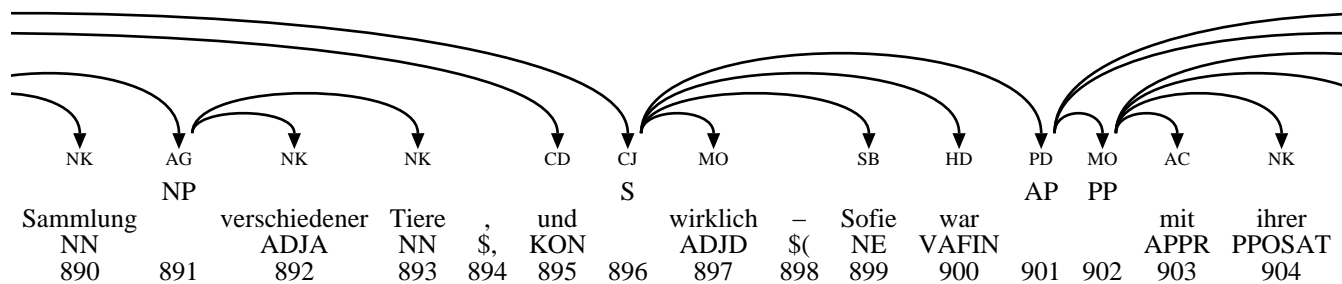 NK AG NK NK CD CJ MO SB HD PD MO AC NK
NP S AP PP
Sammlung verschiedener Tiere , und wirklich – Sofie war mit ihrer
NN ADJA NN $, KON ADJD $( NE VAFIN APPR PPOSAT
890 891 892 893 894 895 896 897 898 899 900 901 902 903 904